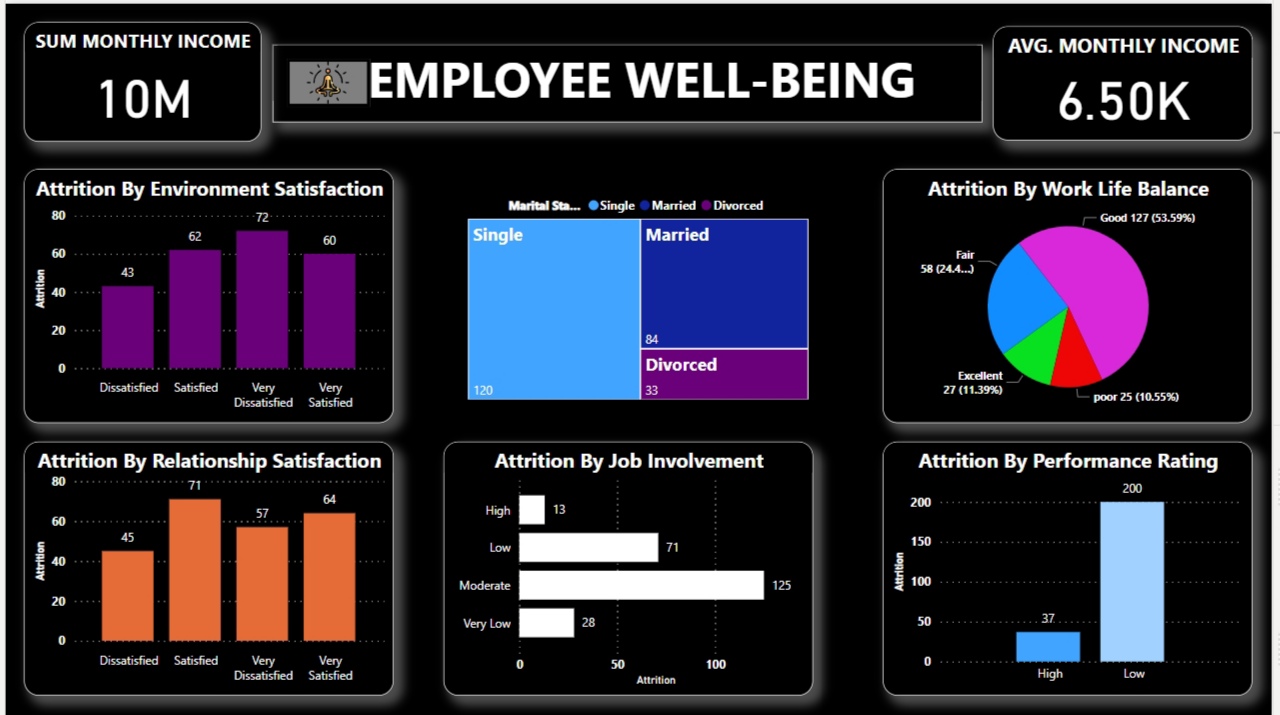 SUM MONTHLY INCOME
10M
EMPLOYEE WELL-BEING
AVG. MONTHLY INCOME
6.50K
Attrition By Environment Satisfaction
80
60
40
20
0
Attrition
43
62
72
60
Dissatisfied
Satisfied
Very
Dissatisfied
Very
Satisfied
Marital Sta... Single Married Divorced
Single
120
Married
84
Divorced
33
Attrition By Work Life Balance
Good 127 (53.59%)
Fair
58 (24.4...)
Excellent
27 (11.39%)
poor 25 (10.55%)
Attrition By Relationship Satisfaction
80
60
40
20
0
Attrition
45
71
57
64
Dissatisfied
Satisfied
Very
Dissatisfied
Very
Satisfied
Attrition By Job Involvement
High 13
Low 71
Moderate 125
Very Low 28
0 50 100
Attrition
Attrition By Performance Rating
200
150
100
50
0
Attrition
37
200
High
Low